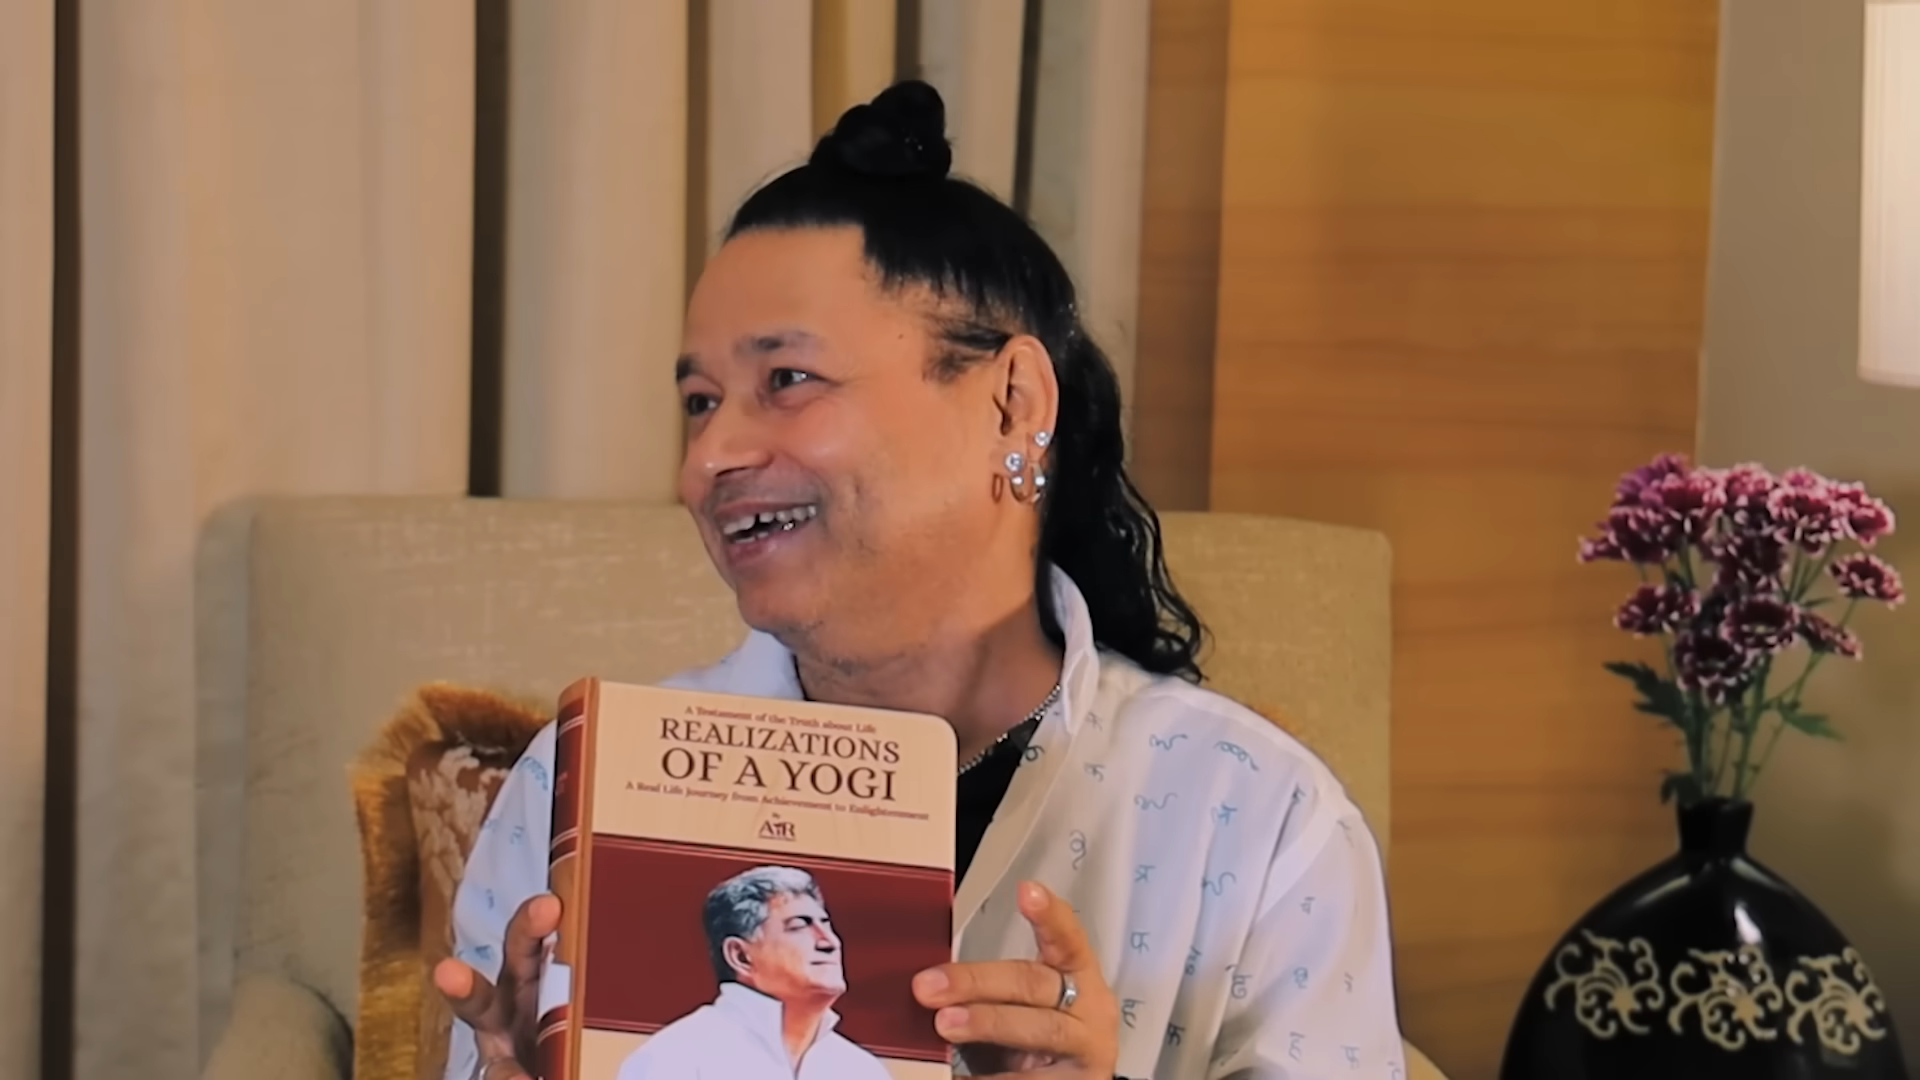 A Testament of the Truth about Life
REALIZATIONS
OF A YOGI
A Real Life Journey from Achievement to Enlightenment
By
AiR